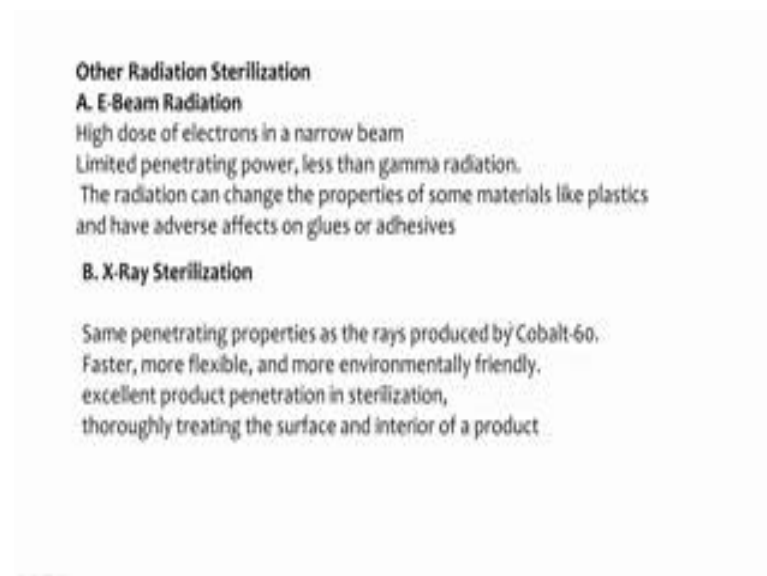 Other Radiation Sterilization
A. E-Beam Radiation
High dose of electrons in a narrow beam
Limited penetrating power, less than gamma radiation.
The radiation can change the properties of some materials like plastics
and have adverse affects on glues or adhesives
B. X-Ray Sterilization
Same penetrating properties as the rays produced by Cobalt-60.
Faster, more flexible, and more environmentally friendly.
excellent product penetration in sterilization,
thoroughly treating the surface and interior of a product